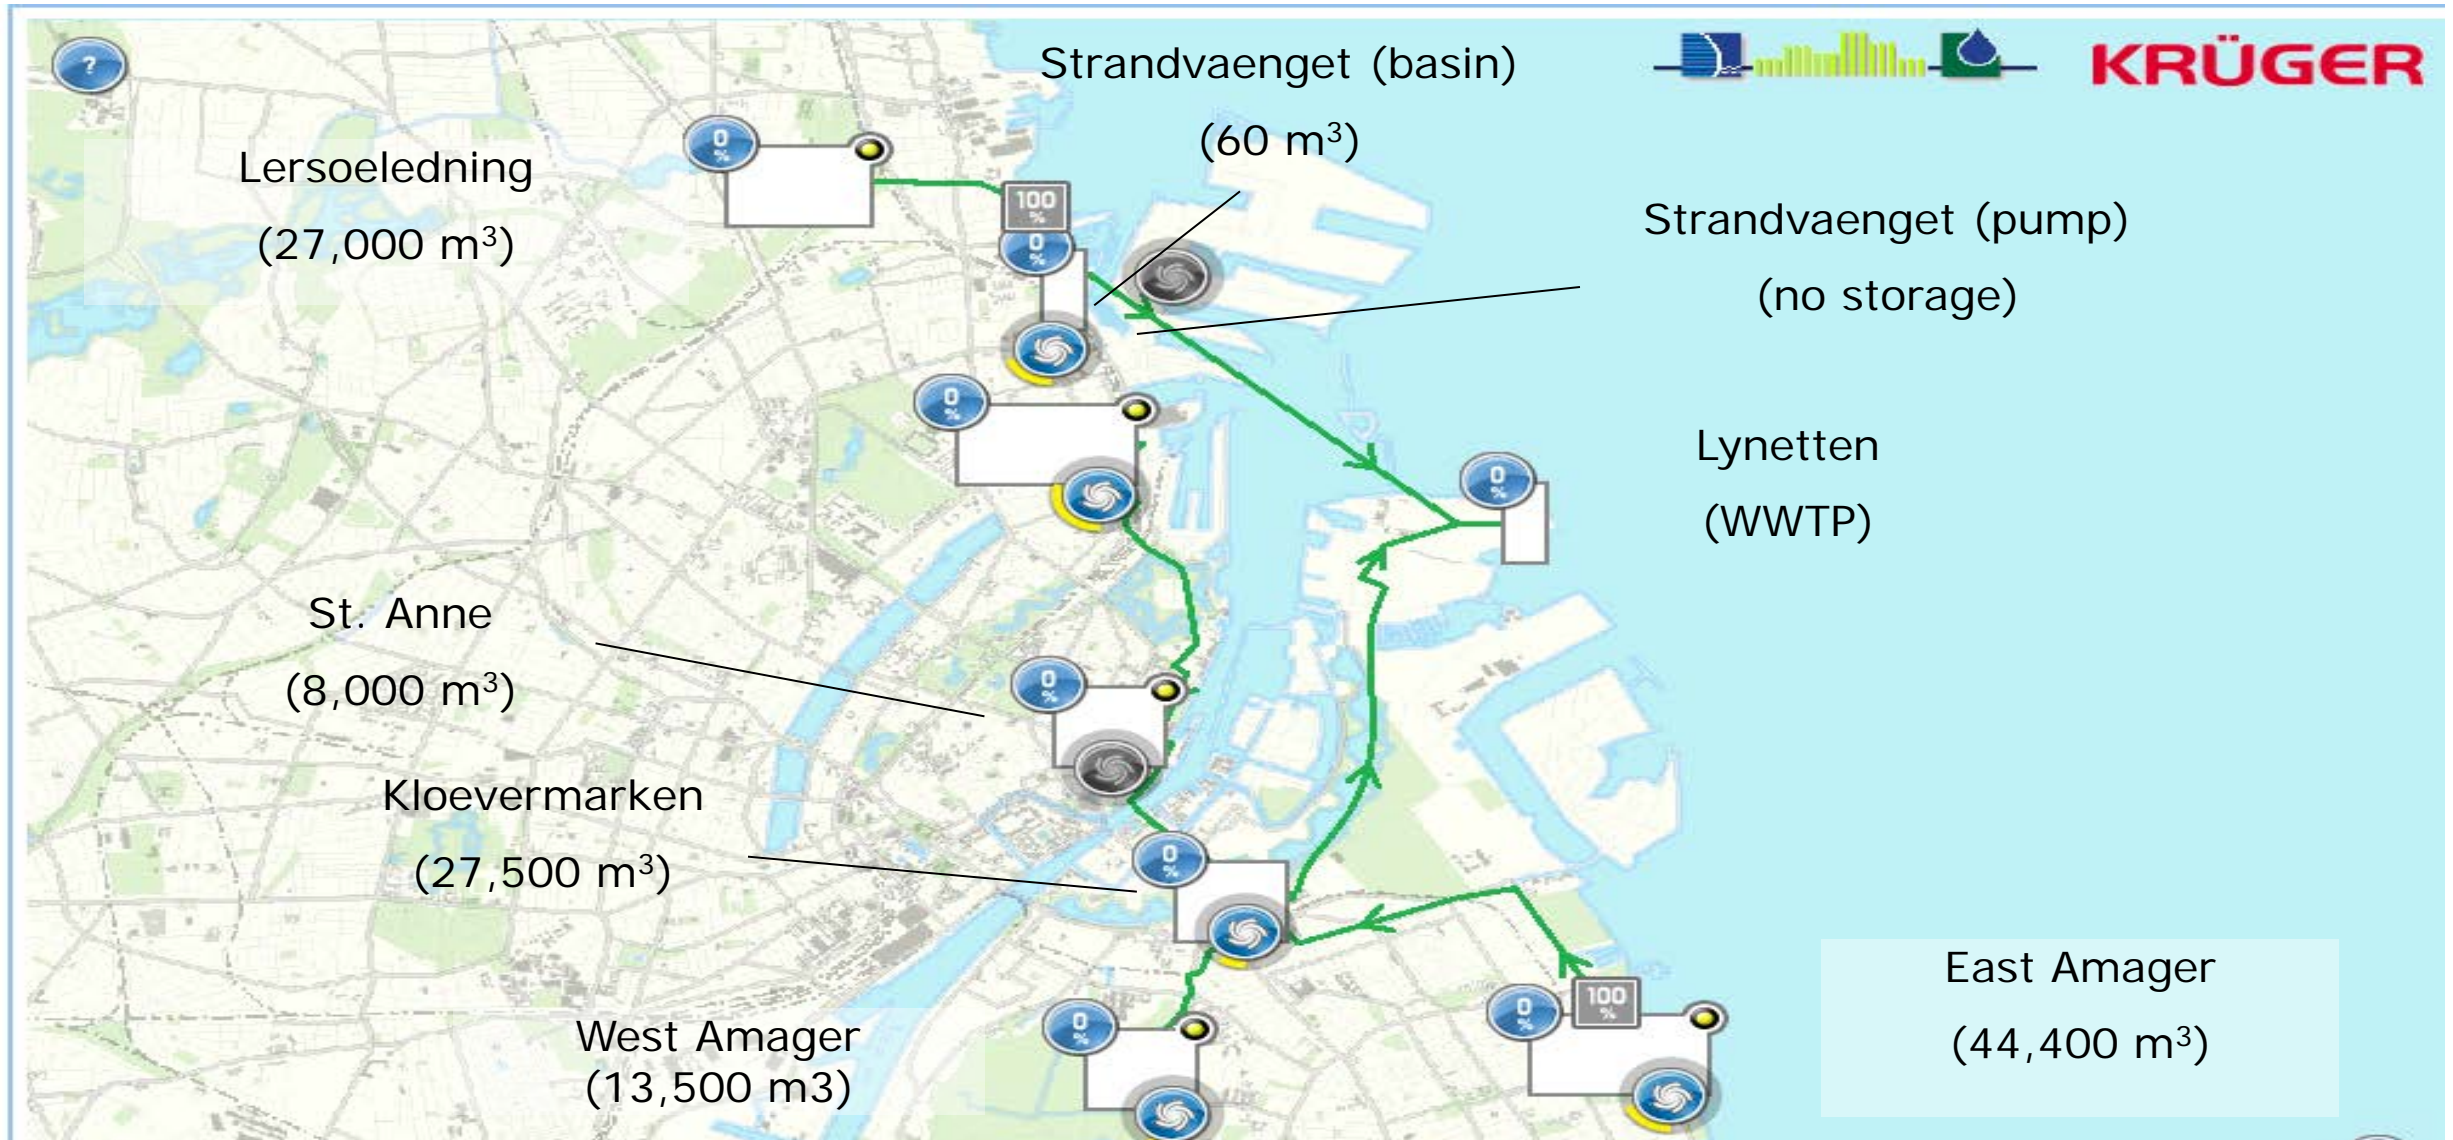 ?
Strandvaenget (basin)
(60 m³)
KRÜGER
0
%
Lersoeledning
(27,000 m³)
100
%
0
%
Strandvaenget (pump)
(no storage)
0
%
Lynetten
(WWTP)
0
%
St. Anne
(8,000 m³)
0
%
Kloevermarken
(27,500 m³)
0
%
East Amager
(44,400 m³)
100
%
0
%
0
%
West Amager
(13,500 m3)